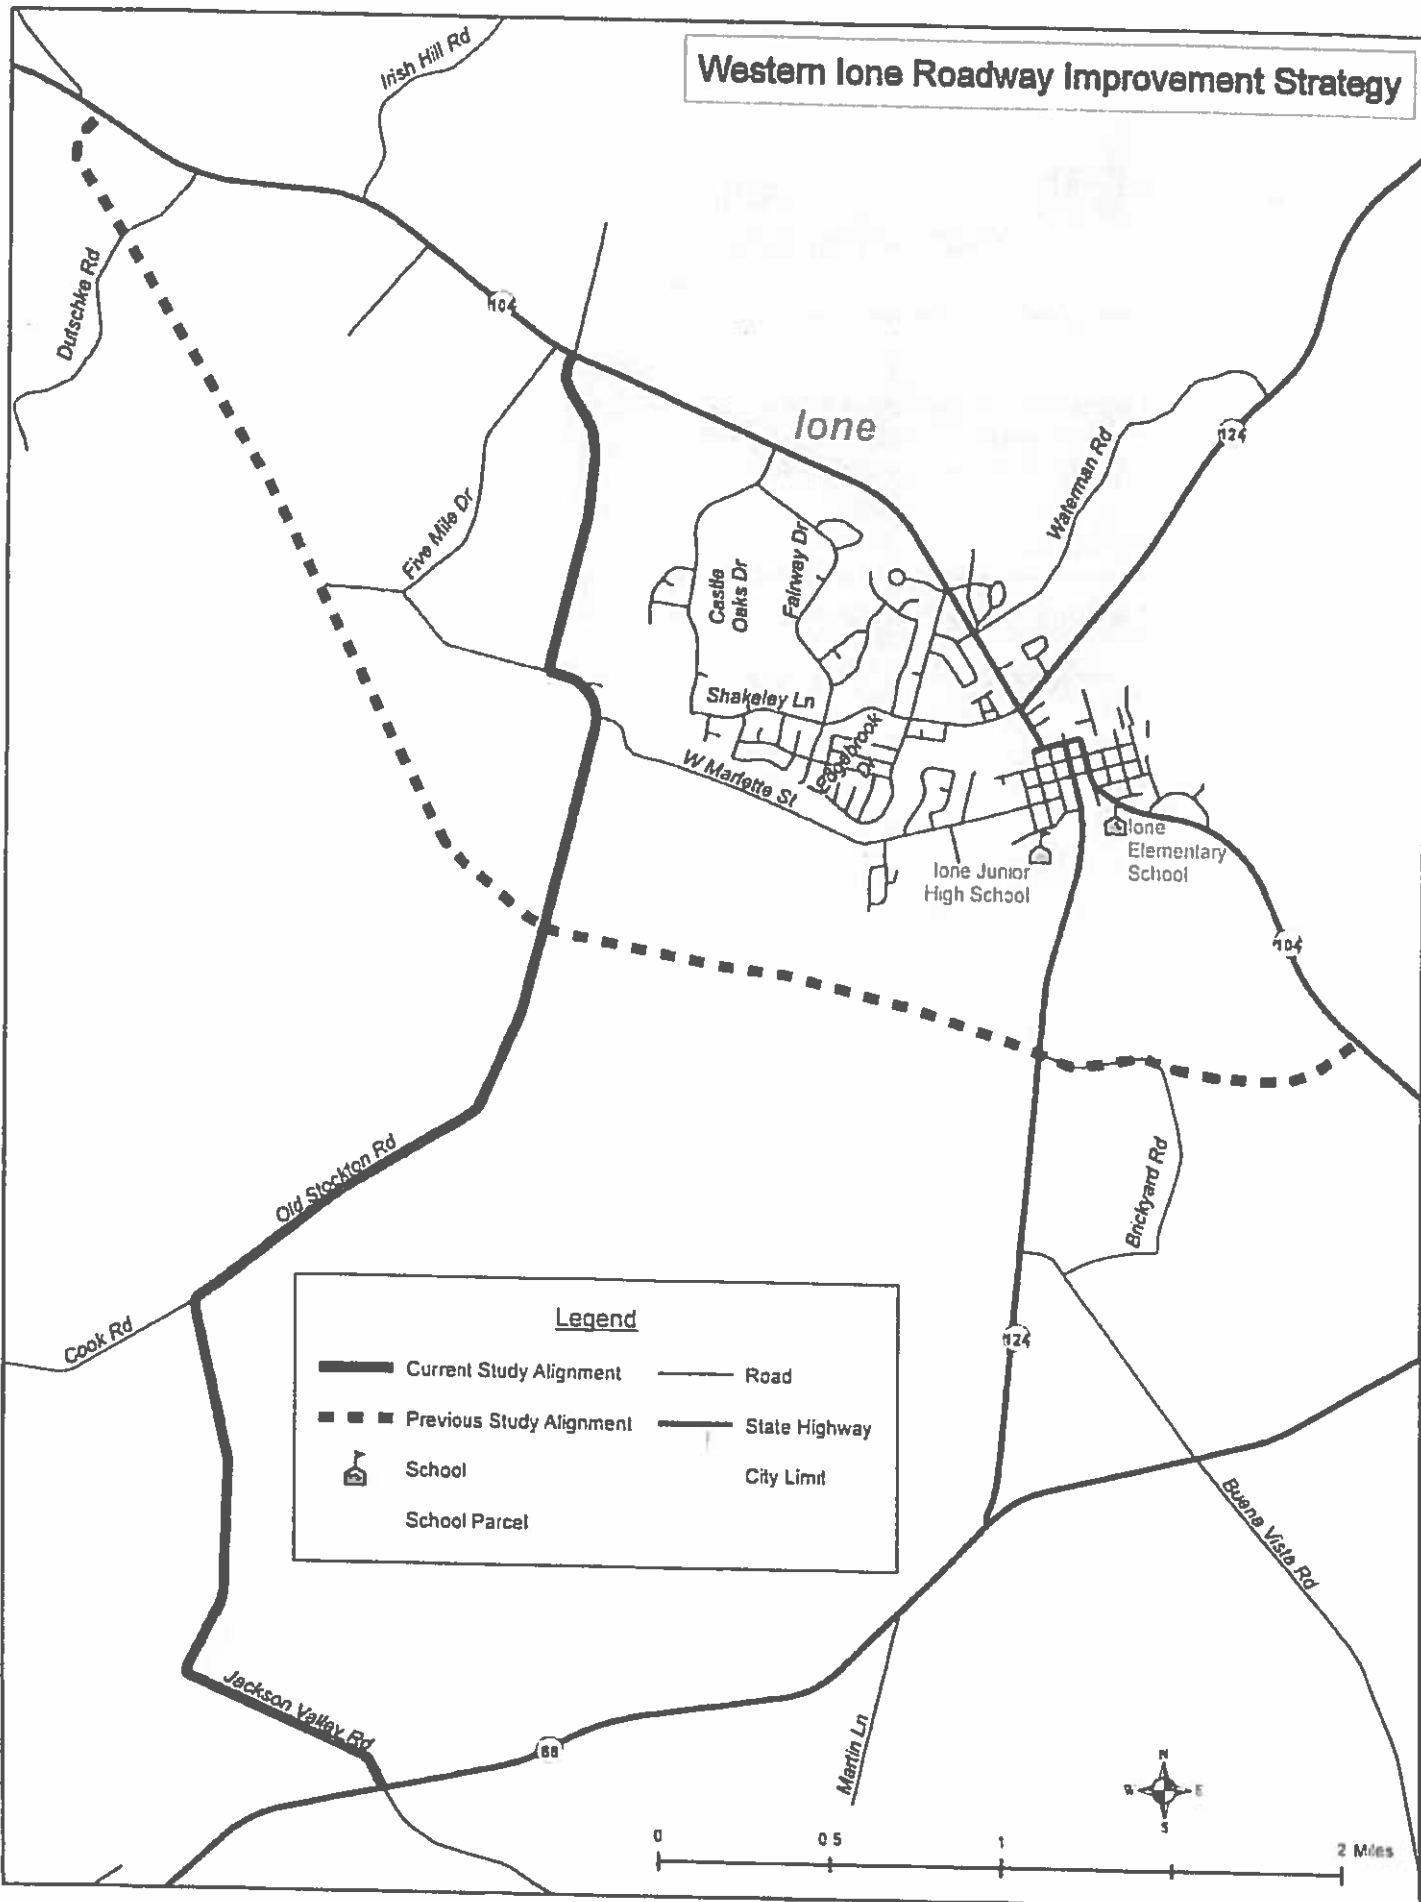 Western Ione Roadway Improvement Strategy
Irish Hill Rd
Dutschke Rd
104
Ione
124
Waterman Rd
Five Mile Dr
Castle
Oaks Dr
Fairway Dr
Shakeley Ln
Edgebrook
Dr
W Marlette St
Ione
Elementary
School
Ione Junior
High School
104
Old Stockton Rd
Brickyard Rd
Cook Rd
124
Legend
Current Study Alignment
Road
Previous Study Alignment
State Highway
School
City Limit
School Parcel
Buena Vista Rd
Jackson Valley Rd
88
Martin Ln
N
W
E
S
0
0 5
1
2 Miles